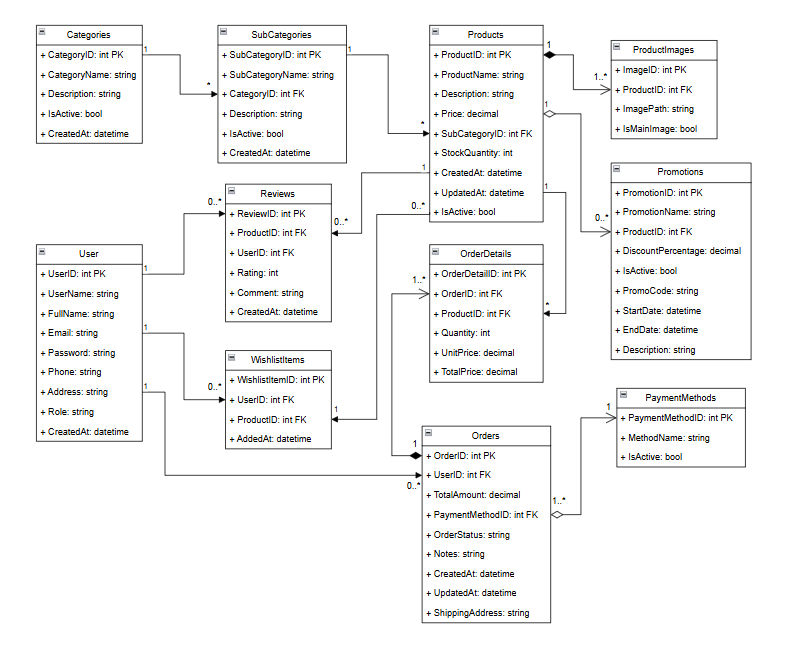 Categories
+ CategoryID: int PK
+ CategoryName: string
+ Description: string
+ IsActive: bool
+ CreatedAt: datetime
1
*
SubCategories
+ SubCategoryID: int PK
+ SubCategoryName: string
+ CategoryID: int FK
+ Description: string
+ IsActive: bool
+ CreatedAt: datetime
1
*
Products
+ ProductID: int PK
+ ProductName: string
+ Description: string
+ Price: decimal
+ SubCategoryID: int FK
+ StockQuantity: int
+ CreatedAt: datetime
+ UpdatedAt: datetime
+ IsActive: bool
1
1..*
1
0..*
1
0..*
1
*
0..*
1
ProductImages
+ ImageID: int PK
+ ProductID: int FK
+ ImagePath: string
+ IsMainImage: bool
Promotions
+ PromotionID: int PK
+ PromotionName: string
+ ProductID: int FK
+ DiscountPercentage: decimal
+ IsActive: bool
+ PromoCode: string
+ StartDate: datetime
+ EndDate: datetime
+ Description: string
Reviews
+ ReviewID: int PK
+ ProductID: int FK
+ UserID: int FK
+ Rating: int
+ Comment: string
+ CreatedAt: datetime
User
+ UserID: int PK
+ UserName: string
+ FullName: string
+ Email: string
+ Password: string
+ Phone: string
+ Address: string
+ Role: string
+ CreatedAt: datetime
1
0..*
1
0..*
1
0..*
OrderDetails
+ OrderDetailID: int PK
+ OrderID: int FK
+ ProductID: int FK
+ Quantity: int
+ UnitPrice: decimal
+ TotalPrice: decimal
1..*
1
WishlistItems
+ WishlistItemID: int PK
+ UserID: int FK
+ ProductID: int FK
+ AddedAt: datetime
PaymentMethods
+ PaymentMethodID: int PK
+ MethodName: string
+ IsActive: bool
1
1..*
Orders
+ OrderID: int PK
+ UserID: int FK
+ TotalAmount: decimal
+ PaymentMethodID: int FK
+ OrderStatus: string
+ Notes: string
+ CreatedAt: datetime
+ UpdatedAt: datetime
+ ShippingAddress: string